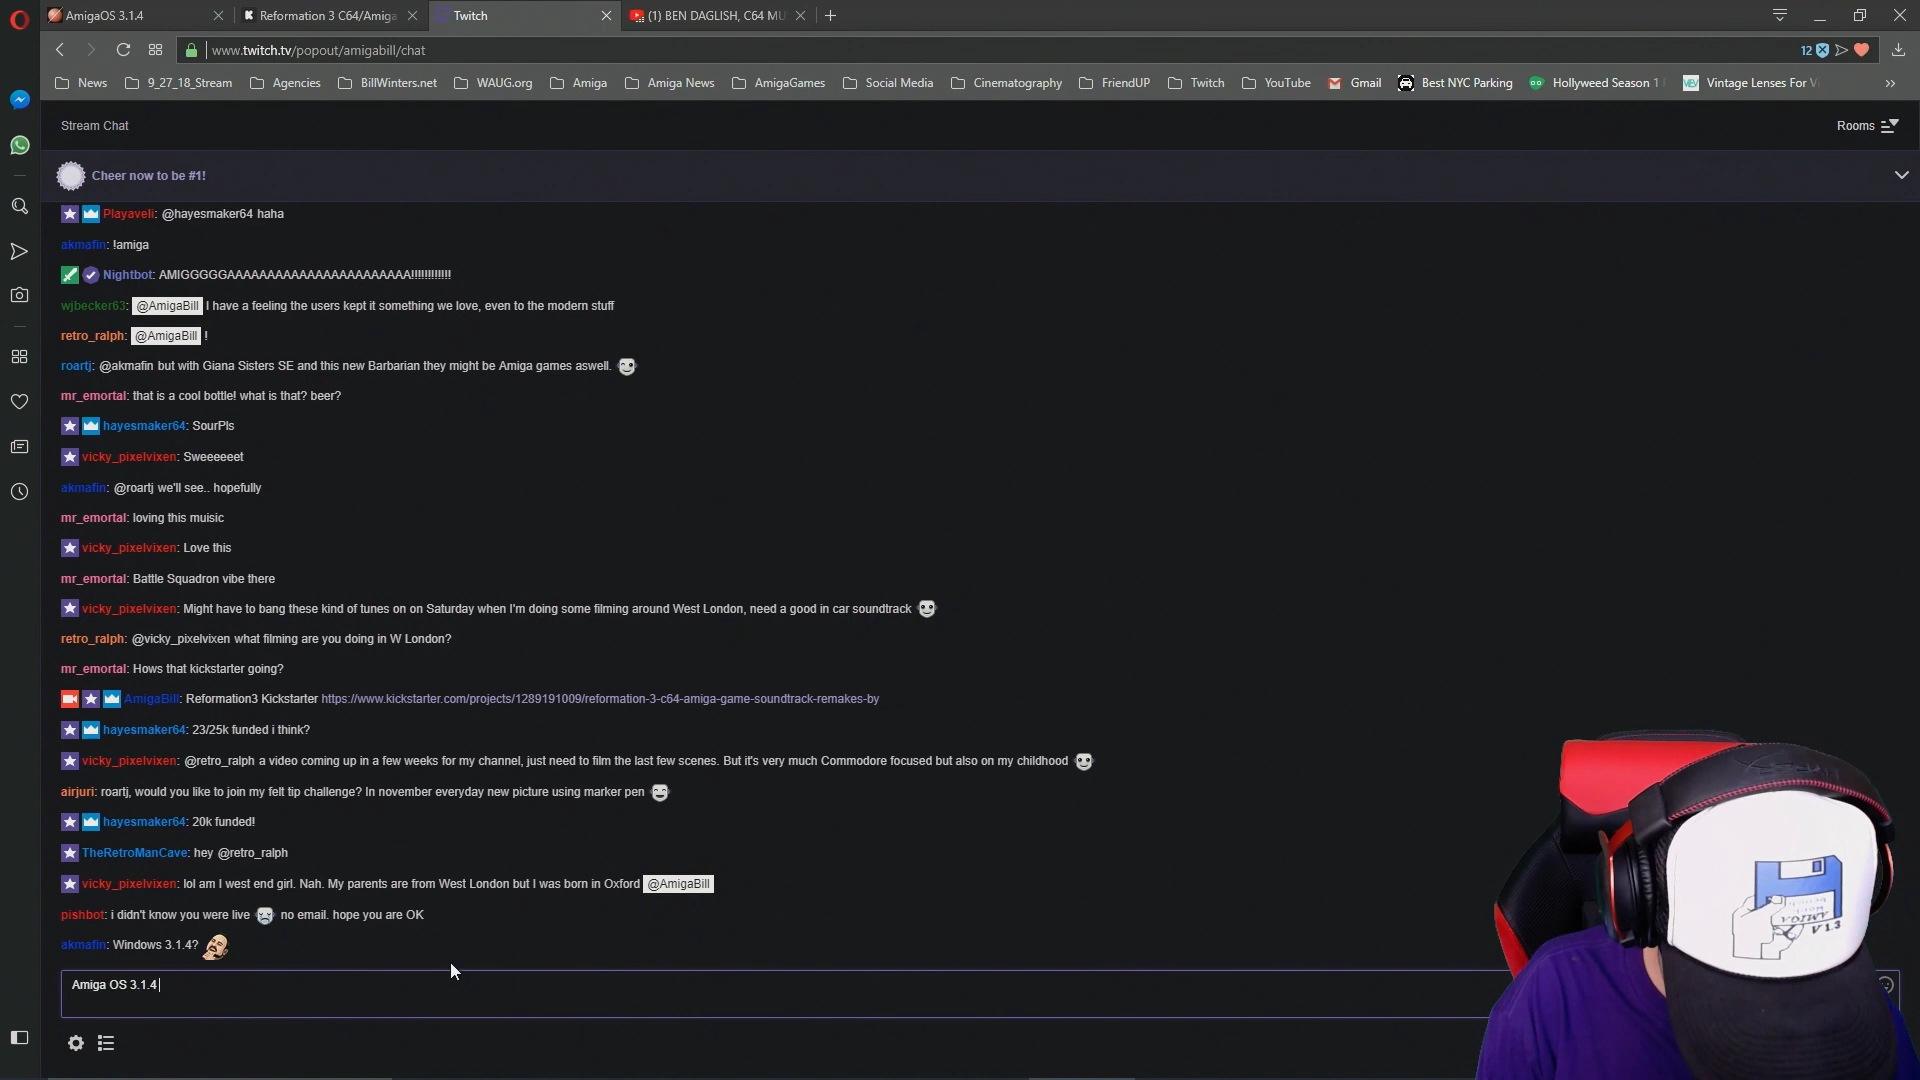 AmigaOS 3.1.4
Reformation 3 C64/Amiga
Twitch
(1) BEN DAGLISH, C64 MU
www.twitch.tv/popout/amigabill/chat
12
News
9_27_18_Stream
Agencies
BillWinters.net
WAUG.org
Amiga
Amiga News
AmigaGames
Social Media
Cinematography
FriendUP
Twitch
YouTube
Gmail
Best NYC Parking
Hollyweed Season 1
Vintage Lenses For V
Stream Chat
Rooms
Cheer now to be #1!
Playaveli: @hayesmaker64 haha
akmafin: !amiga
Nightbot: AMIGGGGGAAAAAAAAAAAAAAAAAAAAAAA!!!!!!!!!!!!
wjbecker63: @AmigaBill I have a feeling the users kept it something we love, even to the modern stuff
retro_ralph: @AmigaBill !
roartj: @akmafin but with Giana Sisters SE and this new Barbarian they might be Amiga games aswell.
mr_emortal: that is a cool bottle! what is that? beer?
hayesmaker64: SourPls
vicky_pixelvixen: Sweeeeeet
akmafin: @roartj we'll see.. hopefully
mr_emortal: loving this muisic
vicky_pixelvixen: Love this
mr_emortal: Battle Squadron vibe there
vicky_pixelvixen: Might have to bang these kind of tunes on on Saturday when I'm doing some filming around West London, need a good in car soundtrack
retro_ralph: @vicky_pixelvixen what filming are you doing in W London?
mr_emortal: Hows that kickstarter going?
AmigaBill: Reformation3 Kickstarter https://www.kickstarter.com/projects/1289191009/reformation-3-c64-amiga-game-soundtrack-remakes-by
hayesmaker64: 23/25k funded i think?
vicky_pixelvixen: @retro_ralph a video coming up in a few weeks for my channel, just need to film the last few scenes. But it's very much Commodore focused but also on my childhood
airjuri: roartj, would you like to join my felt tip challenge? In november everyday new picture using marker pen
hayesmaker64: 20k funded!
TheRetroManCave: hey @retro_ralph
vicky_pixelvixen: lol am I west end girl. Nah. My parents are from West London but I was born in Oxford @AmigaBill
pishbot: i didn't know you were live no email. hope you are OK
akmafin: Windows 3.1.4?
Amiga OS 3.1.4
V1.3